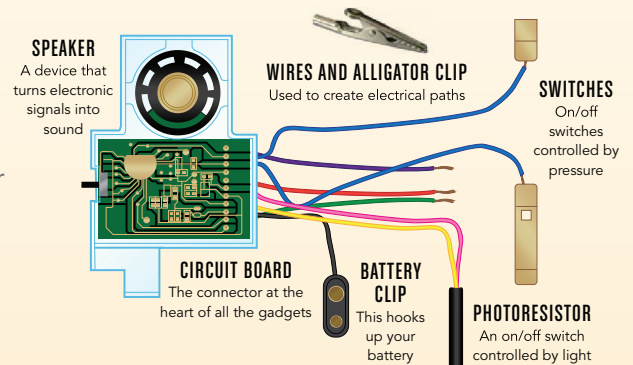 SPEAKER
A device that
turns electronic
signals into
sound
WIRES AND ALLIGATOR CLIP
Used to create electrical paths
SWITCHES
On/off
switches
controlled by
pressure
CIRCUIT BOARD
The connector at the
heart of all the gadgets
BATTERY
CLIP
This hooks
up your
battery
PHOTORESISTOR
An on/off switch
controlled by light